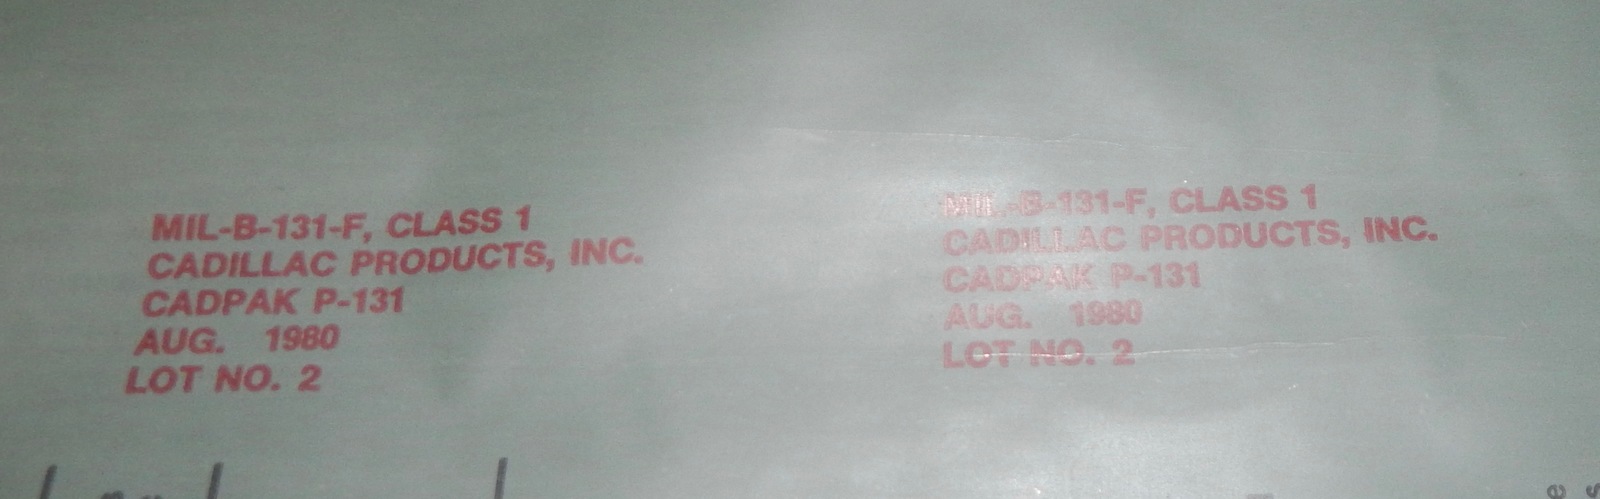 MIL-B-131-F, CLASS 1
CADILLAC PRODUCTS, INC.
CADPAK P-131
AUG. 1980
LOT NO. 2
MIL-B-131-F, CLASS 1
CADILLAC PRODUCTS, INC.
CADPAK P-131
AUG. 1980
LOT NO. 2